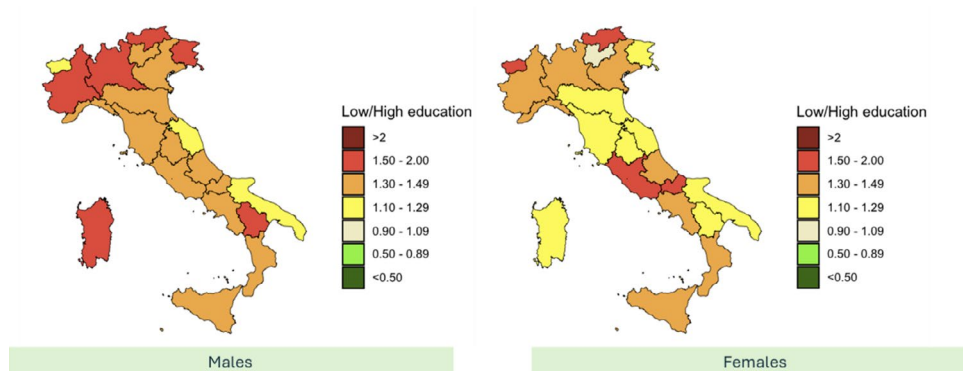 Low/High education
>2
1.50 - 2.00
1.30 - 1.49
1.10 - 1.29
0.90 - 1.09
0.50 - 0.89
<0.50
Males
Low/High education
>2
1.50 - 2.00
1.30 - 1.49
1.10 - 1.29
0.90 - 1.09
0.50 - 0.89
<0.50
Females